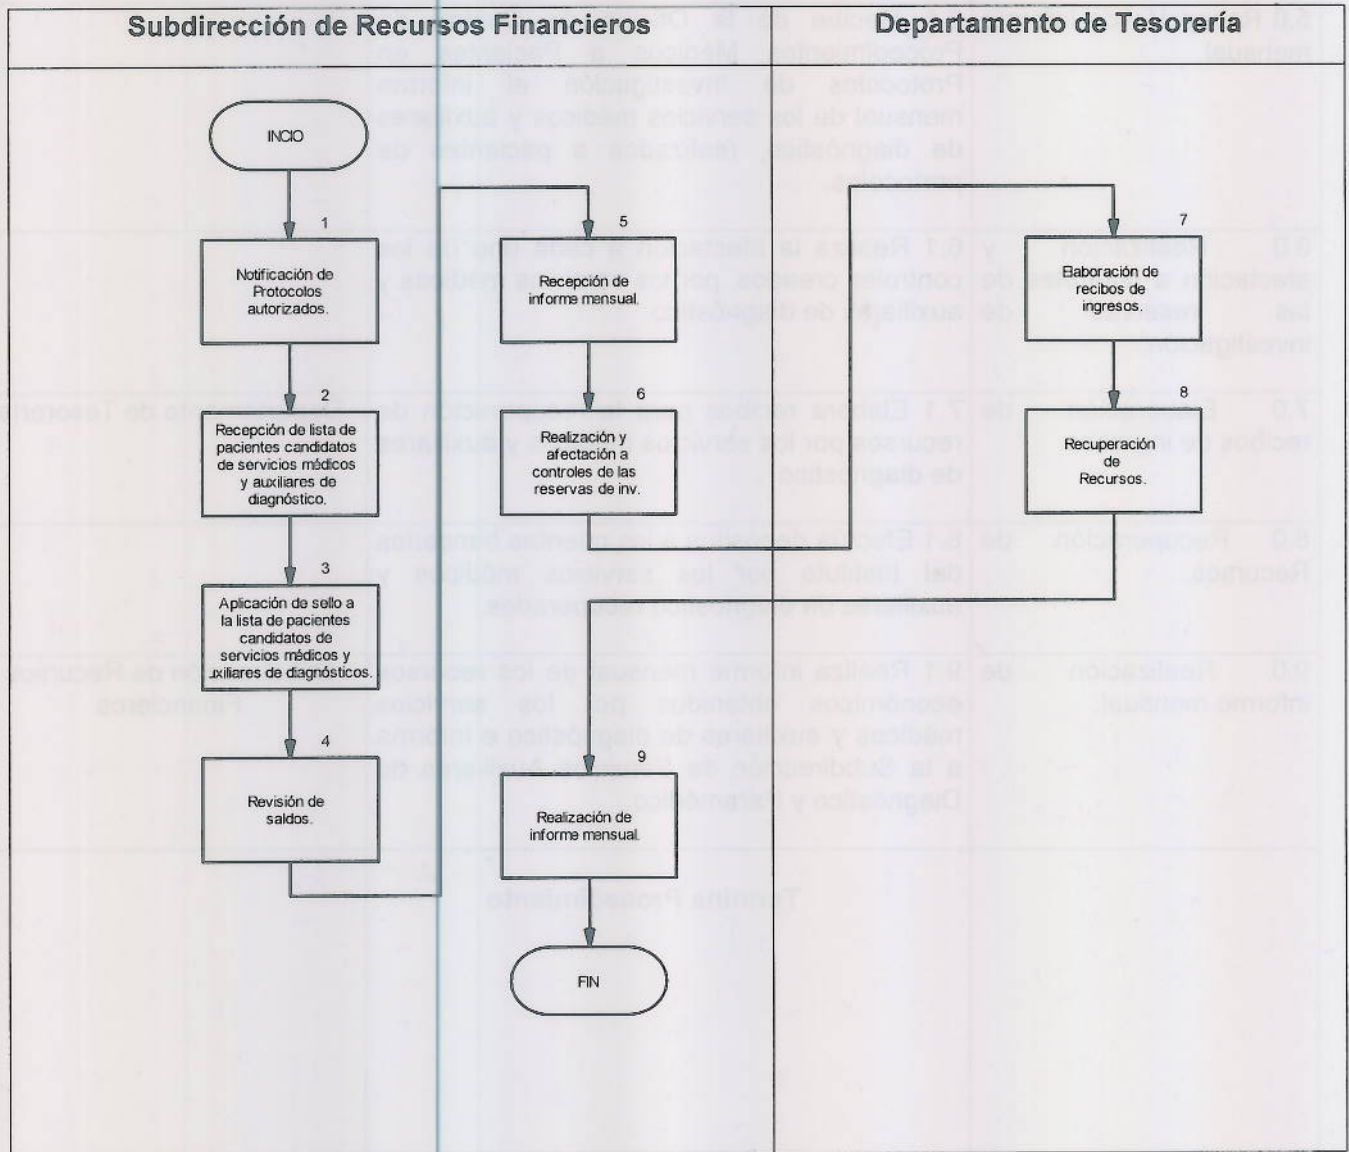 Subdirección de Recursos Financieros
Departamento de Tesorería
INCIO
1
Notificación de
Protocolos
autorizados.
2
Recepción de lista de
pacientes candidatos
de servicios médicos
y auxiliares de
diagnóstico.
3
Aplicación de sello a
la lista de pacientes
candidatos de
servicios médicos y
uxiliares de diagnósticos.
4
Revisión de
saldos.
5
Recepción de
informe mensual.
6
Realización y
afectación a
controles de las
reservas de inv.
7
Elaboración de
recibos de
ingresos.
8
Recuperación
de
Recursos.
9
Realización de
informe mensual.
FIN